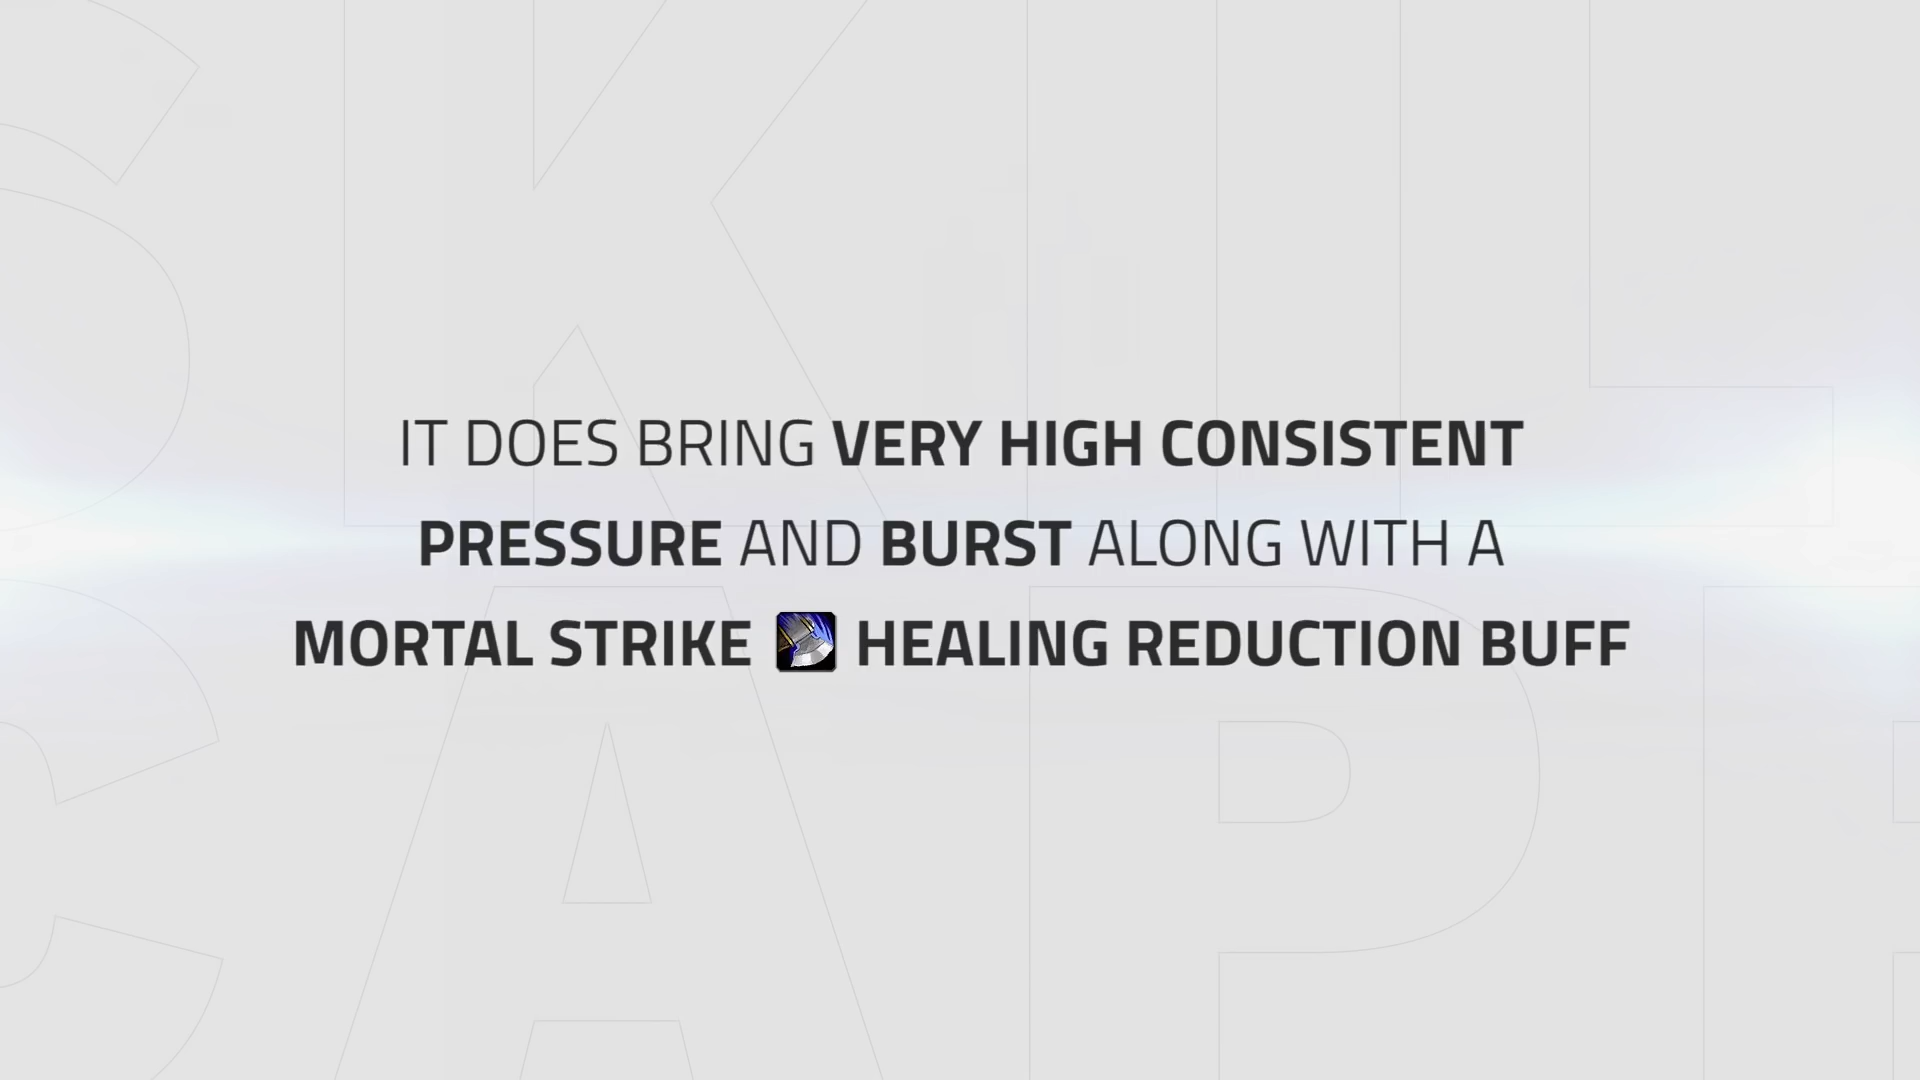 IT DOES BRING VERY HIGH CONSISTENT
PRESSURE AND BURST ALONG WITH A
MORTAL STRIKE HEALING REDUCTION BUFF